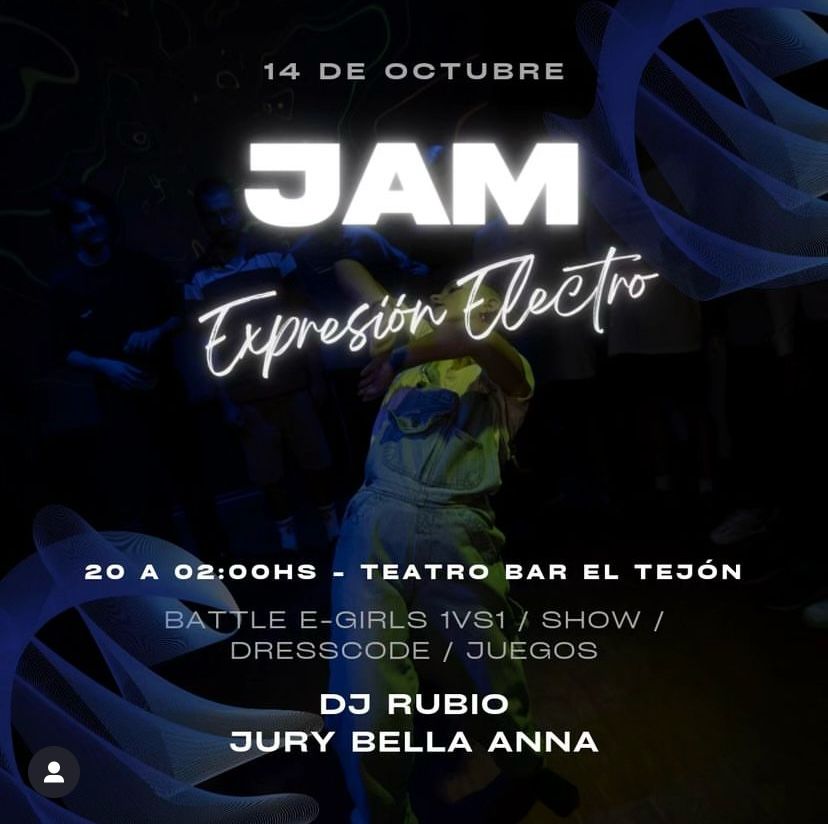 14 DE OCTUBRE
JAM
Expresión Electro
20 A 02:00HS - TEATRO BAR EL TEJÓN
BATTLE E-GIRLS 1VS1 / SHOW /
DRESSCODE / JUEGOS
DJ RUBIO
JURY BELLA ANNA